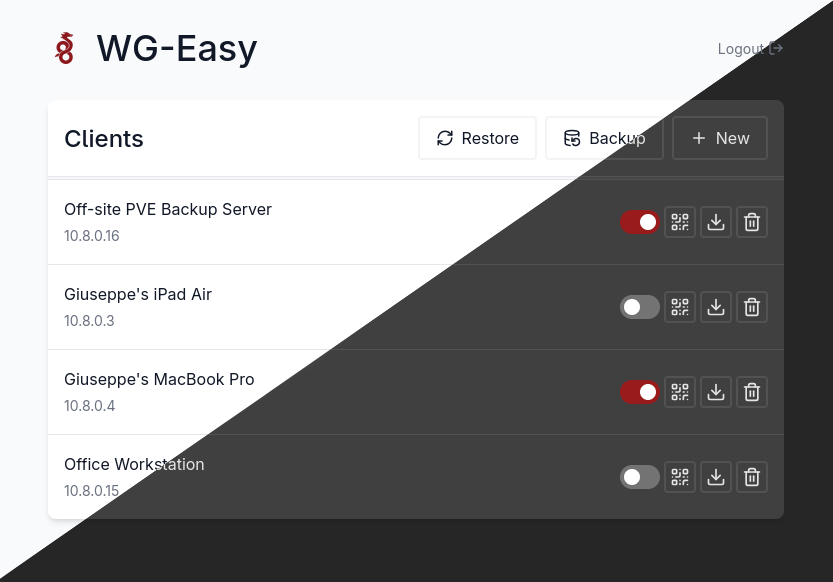 WG-Easy
Logout
Clients
Restore
Backup
New
Off-site PVE Backup Server
10.8.0.16
Giuseppe's iPad Air
10.8.0.3
Giuseppe's MacBook Pro
10.8.0.4
Office Workstation
10.8.0.15